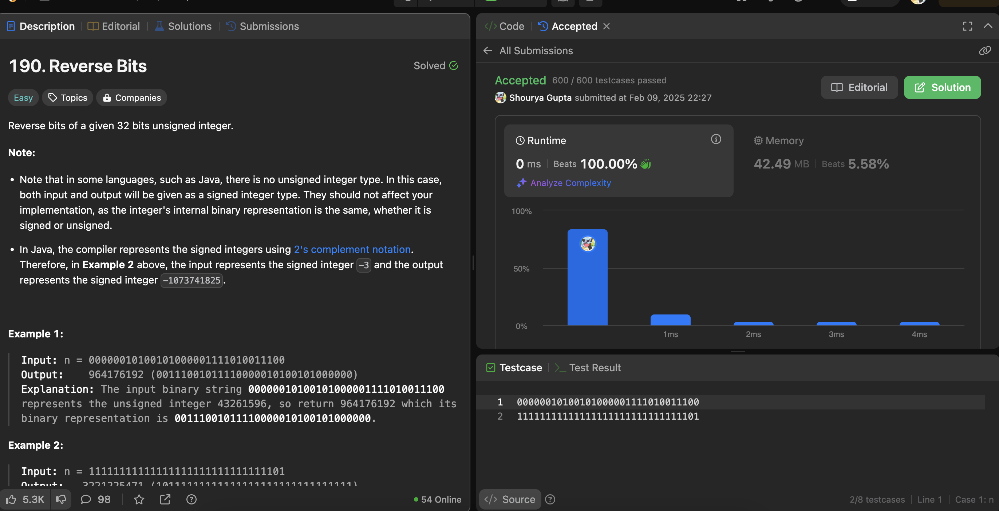 Description | Editorial | Solutions | Submissions
190. Reverse Bits
Solved
Easy Topics Companies
Reverse bits of a given 32 bits unsigned integer.
Note:
• Note that in some languages, such as Java, there is no unsigned integer type. In this case,
both input and output will be given as a signed integer type. They should not affect your
implementation, as the integer's internal binary representation is the same, whether it is
signed or unsigned.
• In Java, the compiler represents the signed integers using 2's complement notation.
Therefore, in Example 2 above, the input represents the signed integer -3 and the output
represents the signed integer -1073741825.
Example 1:
Input: n = 00000010100101000001111010011100
Output:    964176192 (00111001011110000010100101000000)
Explanation: The input binary string 00000010100101000001111010011100
represents the unsigned integer 43261596, so return 964176192 which its
binary representation is 00111001011110000010100101000000.
Example 2:
Input: n = 11111111111111111111111111111101
Output:   3221225471 (10111111111111111111111111111111)
5.3K 98
54 Online
Code | Accepted
All Submissions
Accepted 600 / 600 testcases passed
Shourya Gupta submitted at Feb 09, 2025 22:27
Editorial
Solution
Runtime
0 ms | Beats 100.00%
Analyze Complexity
Memory
42.49 MB | Beats 5.58%
100%
50%
0%
1ms 2ms 3ms 4ms
Testcase | Test Result
1 00000010100101000001111010011100
2 11111111111111111111111111111101
</> Source
2/8 testcases | Line 1 | Case 1: n